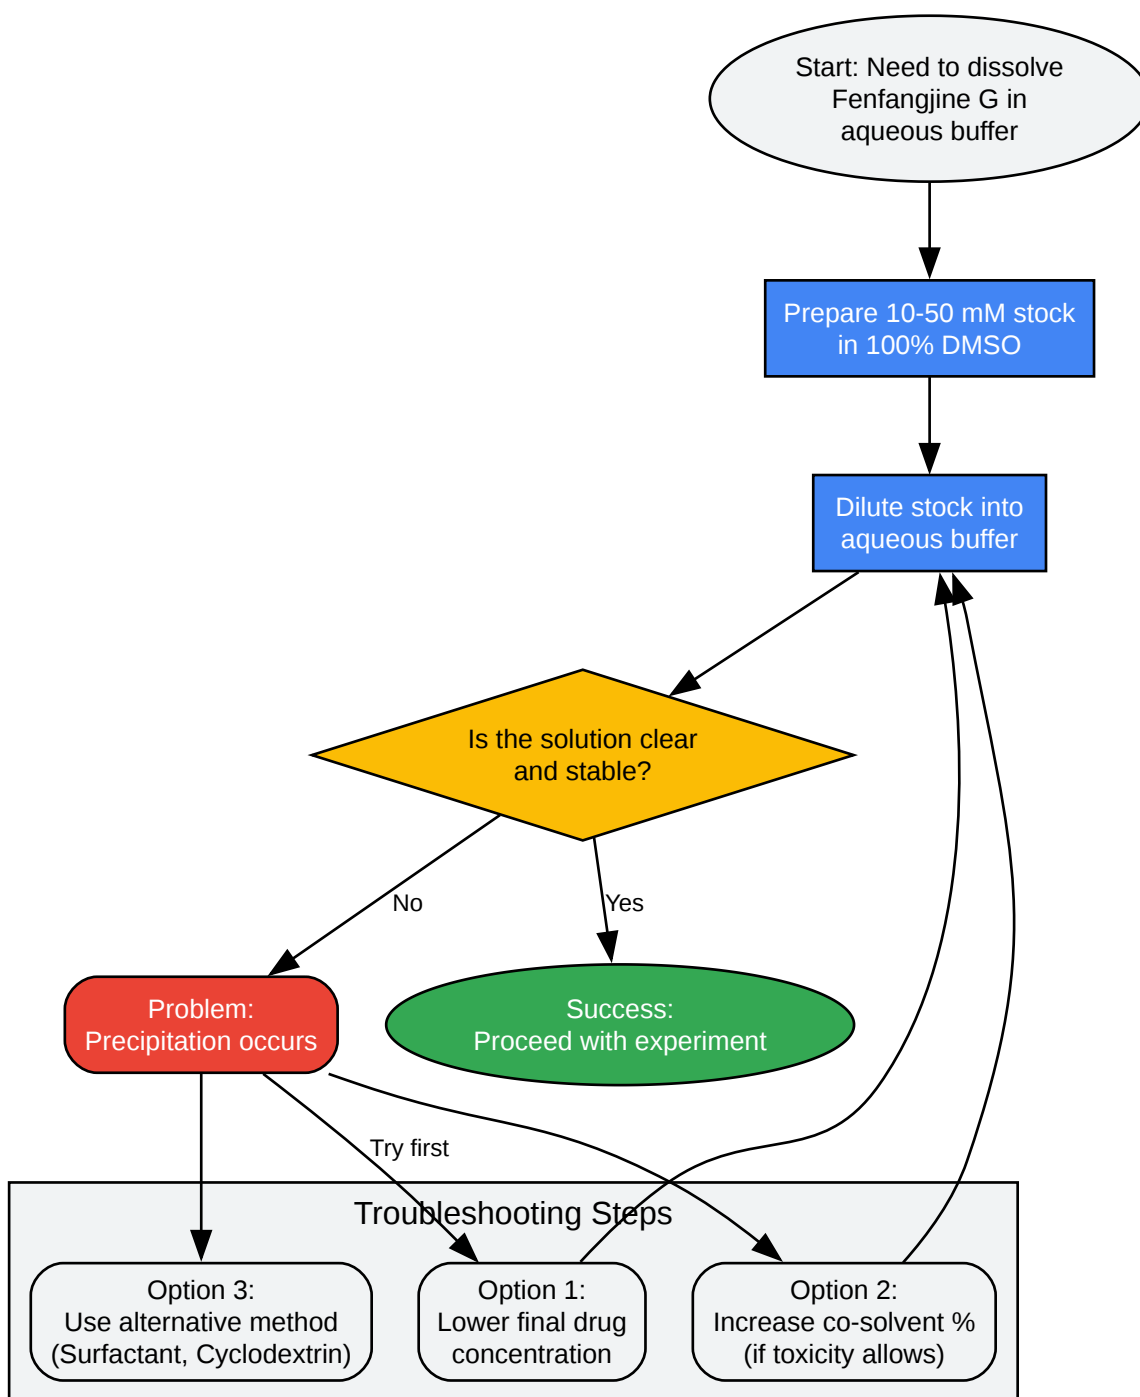 Start: Need to dissolve
Fenfangjine G in
aqueous buffer
Prepare 10-50 mM stock
in 100% DMSO
Dilute stock into
aqueous buffer
Is the solution clear
and stable?
No
Yes
Problem:
Precipitation occurs
Success:
Proceed with experiment
Try first
Troubleshooting Steps
Option 3:
Use alternative method
(Surfactant, Cyclodextrin)
Option 1:
Lower final drug
concentration
Option 2:
Increase co-solvent %
(if toxicity allows)